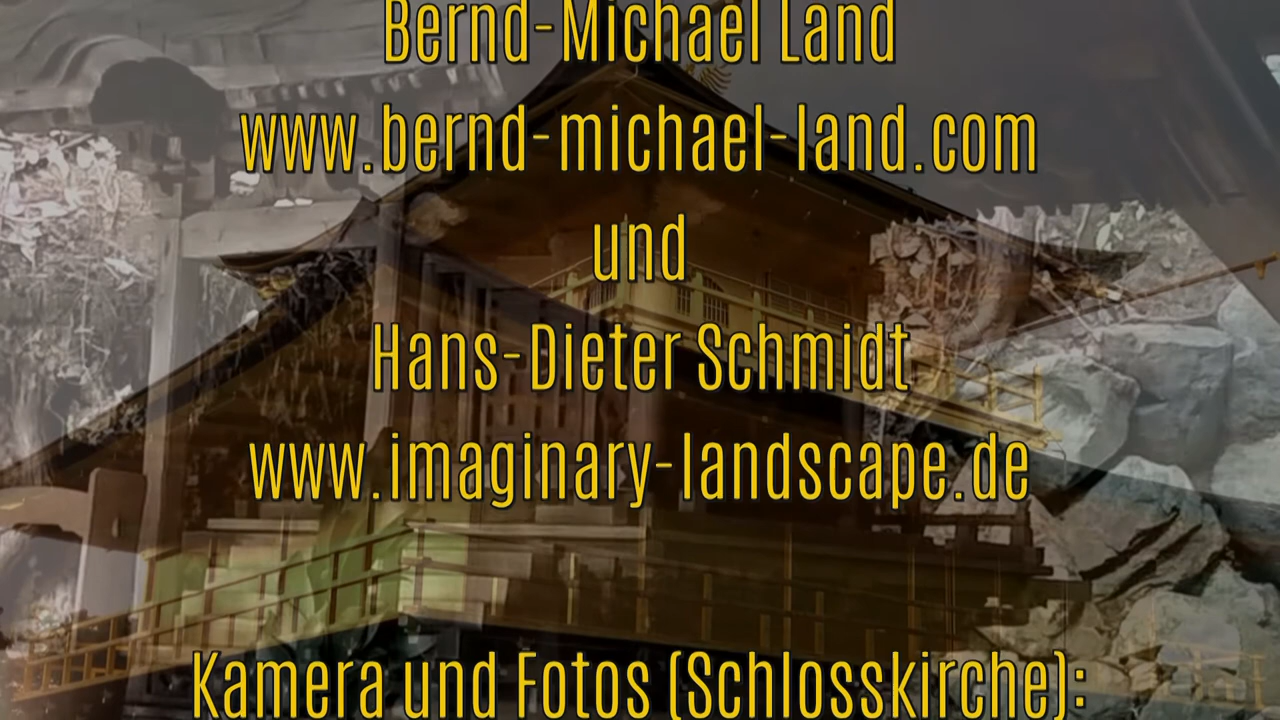 Bernd-Michael Land
www.bernd-michael-land.com
und
Hans-Dieter Schmidt
www.imaginary-landscape.de
Kamera und Fotos (Schlosskirche):